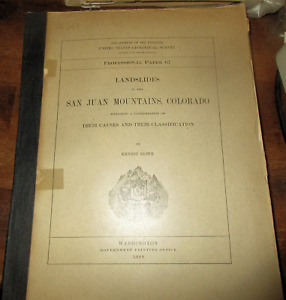 DEPARTMENT OF THE INTERIOR
UNITED STATES GEOLOGICAL SURVEY
PROFESSIONAL PAPER 67
LANDSLIDES
IN THE
SAN JUAN MOUNTAINS, COLORADO
INCLUDING A CONSIDERATION OF
THEIR CAUSES AND THEIR CLASSIFICATION
BY
ERNEST HOWE
WASHINGTON
GOVERNMENT PRINTING OFFICE
1909